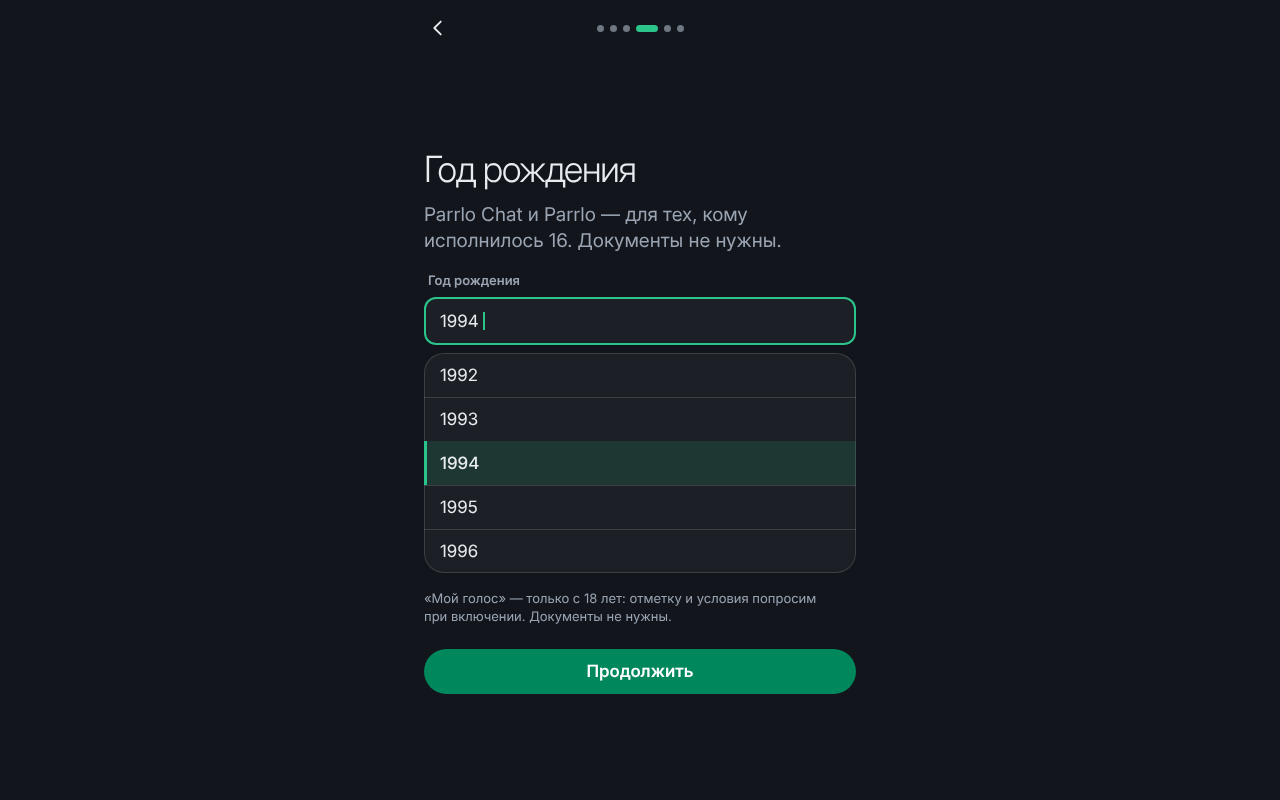 Год рождения
Parrlo Chat и Parrlo — для тех, кому
исполнилось 16. Документы не нужны.
Год рождения
1994
1992
1993
1994
1995
1996
«Мой голос» — только с 18 лет: отметку и условия попросим
при включении. Документы не нужны.
Продолжить